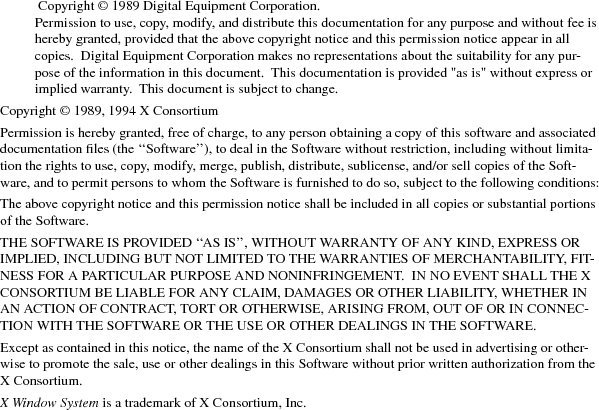 Copyright © 1989 Digital Equipment Corporation.
Permission to use, copy, modify, and distribute this documentation for any purpose and without fee is
hereby granted, provided that the above copyright notice and this permission notice appear in all
copies.  Digital Equipment Corporation makes no representations about the suitability for any pur-
pose of the information in this document.  This documentation is provided "as is" without express or
implied warranty.  This document is subject to change.
Copyright © 1989, 1994 X Consortium
Permission is hereby granted, free of charge, to any person obtaining a copy of this software and associated
documentation files (the ‘‘Software’’), to deal in the Software without restriction, including without limita-
tion the rights to use, copy, modify, merge, publish, distribute, sublicense, and/or sell copies of the Soft-
ware, and to permit persons to whom the Software is furnished to do so, subject to the following conditions:
The above copyright notice and this permission notice shall be included in all copies or substantial portions
of the Software.
THE SOFTWARE IS PROVIDED ‘‘AS IS’’, WITHOUT WARRANTY OF ANY KIND, EXPRESS OR
IMPLIED, INCLUDING BUT NOT LIMITED TO THE WARRANTIES OF MERCHANTABILITY, FIT-
NESS FOR A PARTICULAR PURPOSE AND NONINFRINGEMENT.  IN NO EVENT SHALL THE X
CONSORTIUM BE LIABLE FOR ANY CLAIM, DAMAGES OR OTHER LIABILITY, WHETHER IN
AN ACTION OF CONTRACT, TORT OR OTHERWISE, ARISING FROM, OUT OF OR IN CONNEC-
TION WITH THE SOFTWARE OR THE USE OR OTHER DEALINGS IN THE SOFTWARE.
Except as contained in this notice, the name of the X Consortium shall not be used in advertising or other-
wise to promote the sale, use or other dealings in this Software without prior written authorization from the
X Consortium.
X Window System is a trademark of X Consortium, Inc.